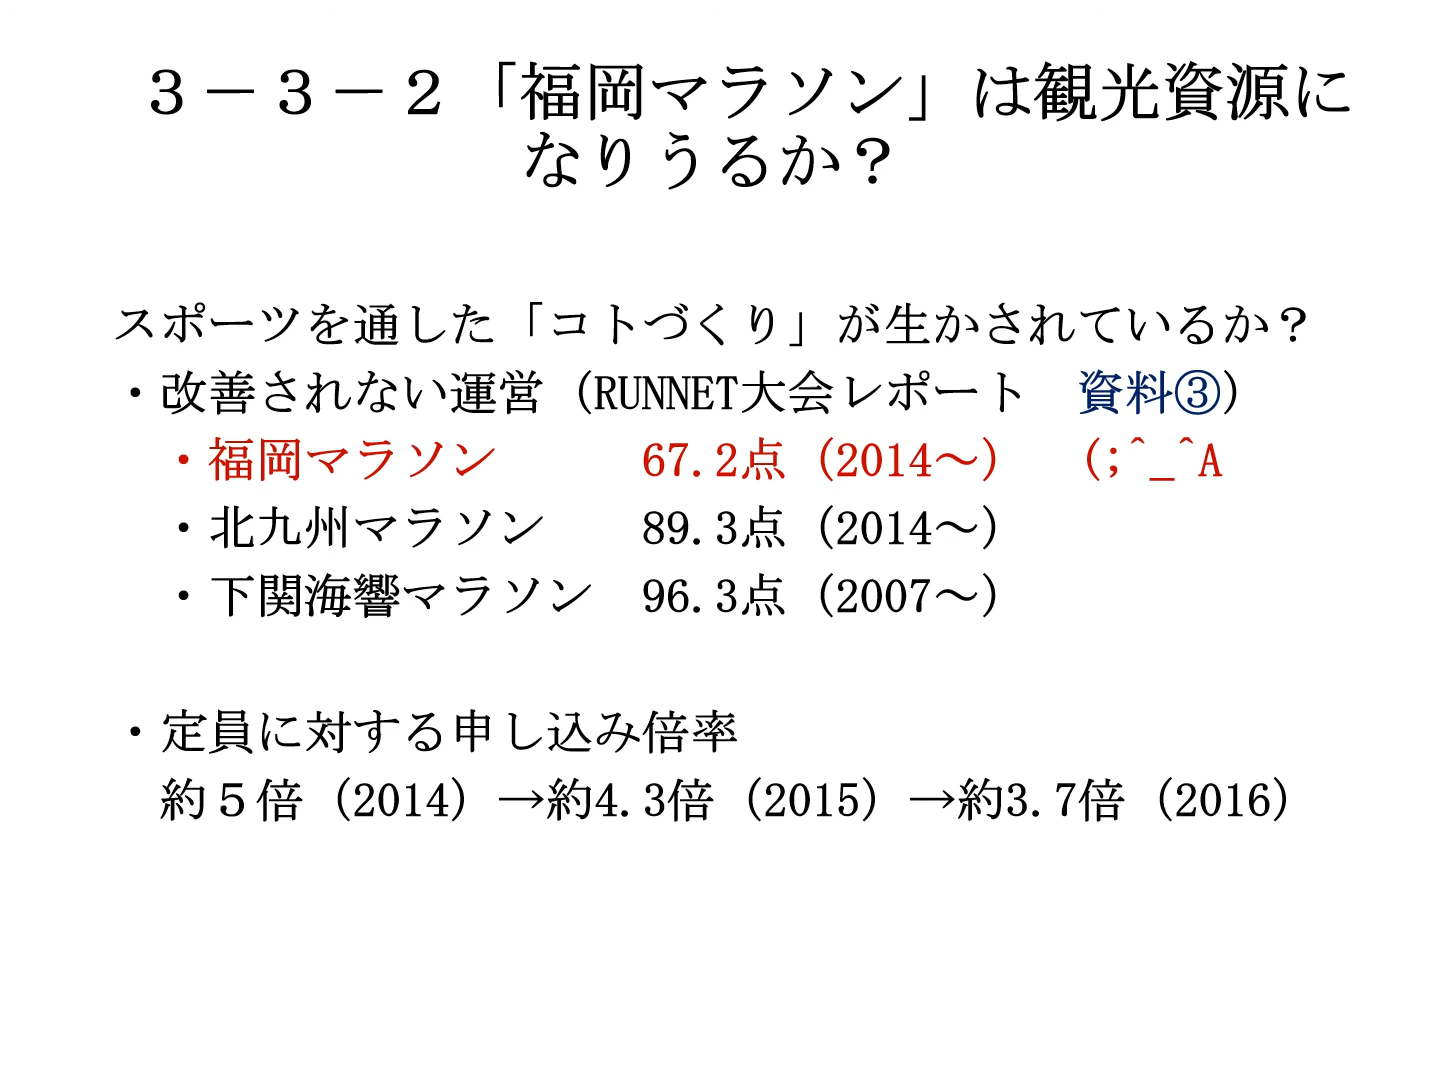 ３－３－２「福岡マラソン」は観光資源に
なりうるか？
スポーツを通した「コトづくり」が生かされているか？
・改善されない運営（RUNNET大会レポート　資料③）
・福岡マラソン　　　67.2点（2014～）　（;^_^A
・北九州マラソン　　89.3点（2014～）
・下関海響マラソン　96.3点（2007～）
・定員に対する申し込み倍率
約５倍（2014）→約4.3倍（2015）→約3.7倍（2016）